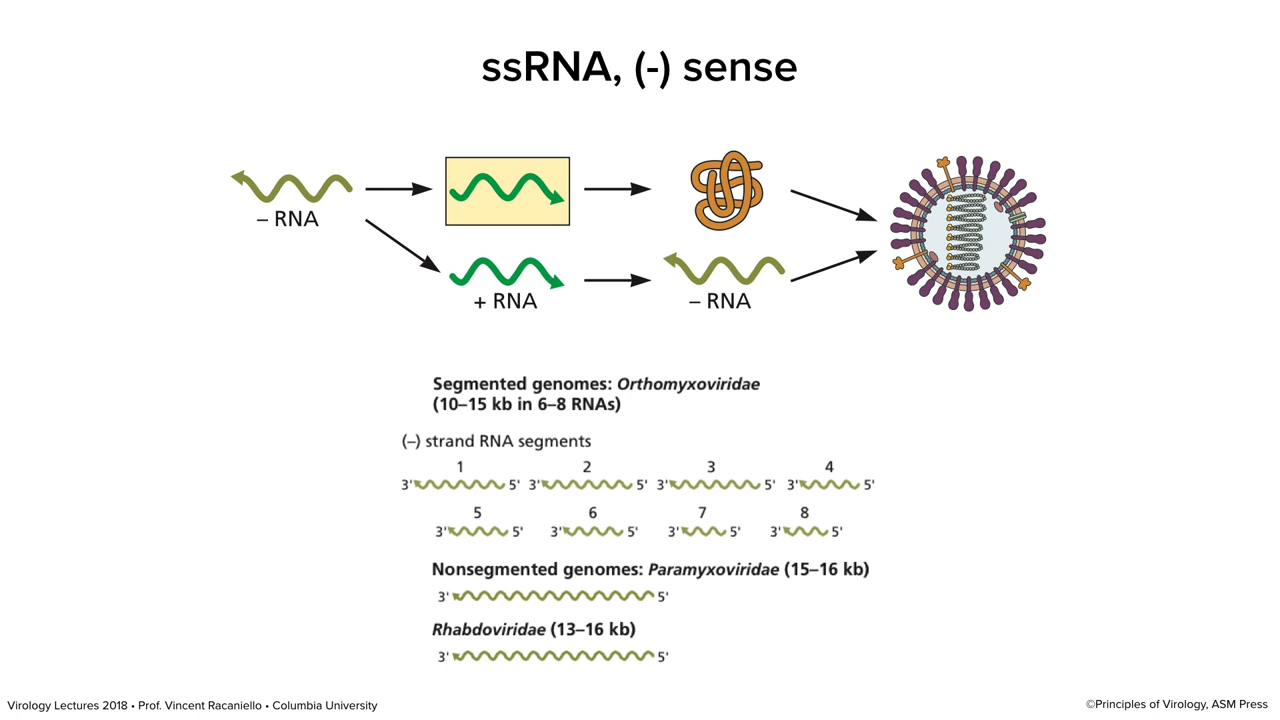 ssRNA, (-) sense
– RNA
+ RNA
– RNA
Segmented genomes: Orthomyxoviridae
(10–15 kb in 6–8 RNAs)
(–) strand RNA segments
1 2 3 4
3' 5' 3' 5' 3' 5' 3' 5'
5 6 7 8
3' 5' 3' 5' 3' 5' 3' 5'
Nonsegmented genomes: Paramyxoviridae (15–16 kb)
3' 5'
Rhabdoviridae (13–16 kb)
3' 5'
Virology Lectures 2018 • Prof. Vincent Racaniello • Columbia University
©Principles of Virology, ASM Press